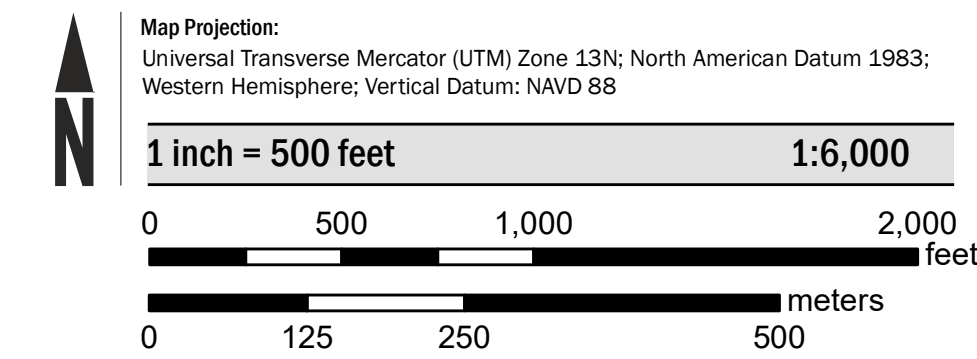 N
Map Projection:
Universal Transverse Mercator (UTM) Zone 13N; North American Datum 1983;
Western Hemisphere; Vertical Datum: NAVD 88
1 inch = 500 feet 1:6,000
0 500 1,000 2,000
feet
meters
0 125 250 500